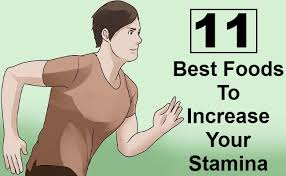 11
Best Foods
To
Increase
Your
Stamina